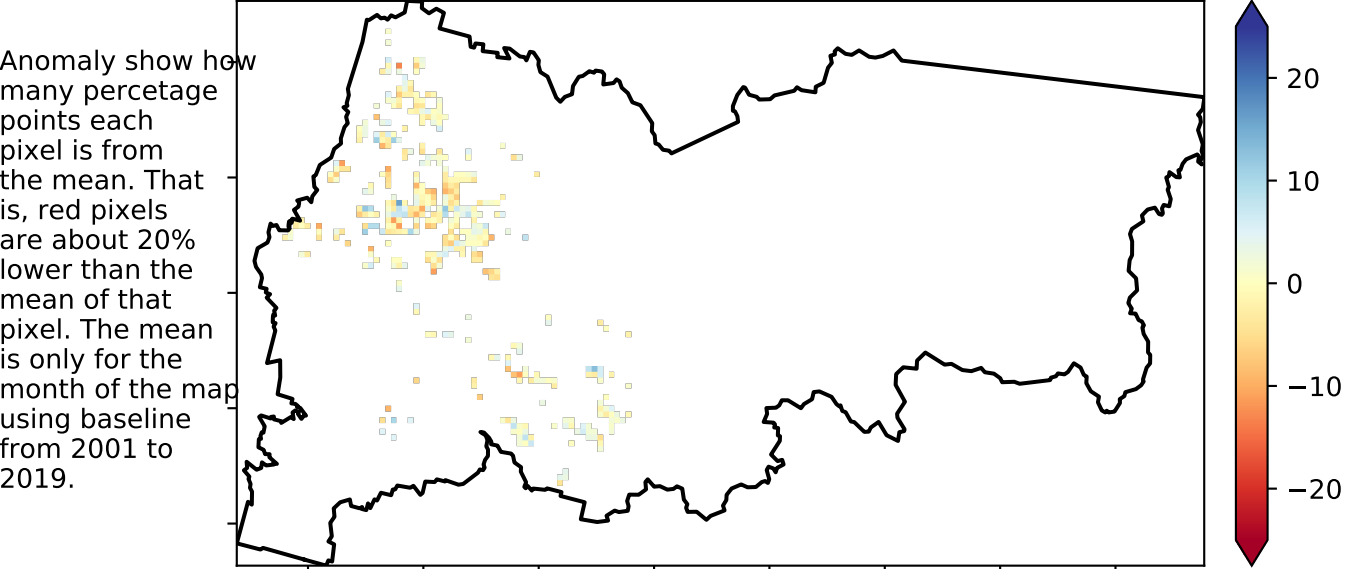 Anomaly show how
many percetage
points each
pixel is from
the mean. That
is, red pixels
are about 20%
lower than the
mean of that
pixel. The mean
is only for the
month of the map
using baseline
from 2001 to
2019.
20
10
0
−10
−20